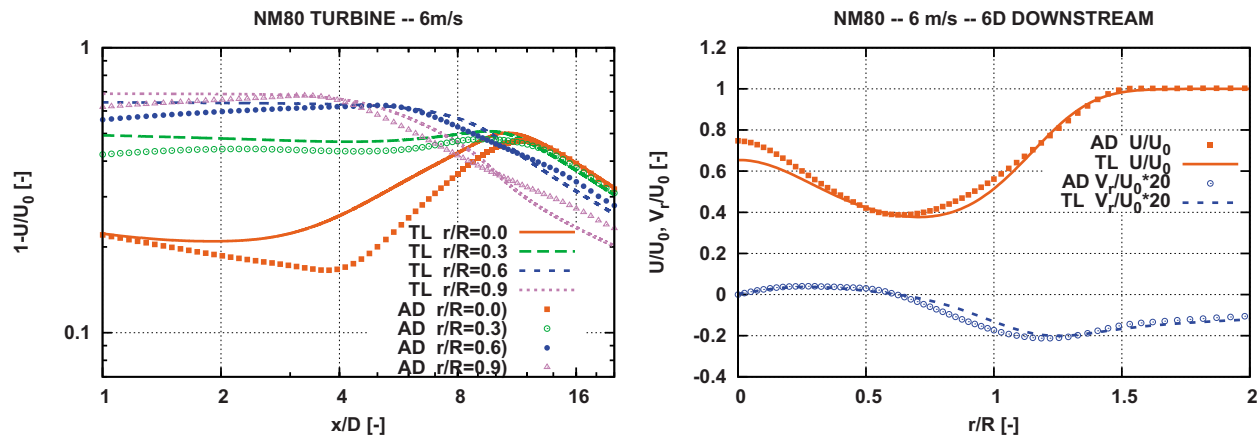 NM80 TURBINE -- 6m/s
1
0.1
1-U/U0 [-]
TL r/R=0.0
TL r/R=0.3
TL r/R=0.6
TL r/R=0.9
AD r/R=0.0)
AD r/R=0.3)
AD r/R=0.6)
AD r/R=0.9)
1 2 4 8 16
x/D [-]
NM80 -- 6 m/s -- 6D DOWNSTREAM
1.2
1
0.8
0.6
0.4
0.2
0
-0.2
-0.4
U/U0, Vr/U0 [-]
AD U/U0
TL U/U0
AD Vr/U0*20
TL Vr/U0*20
0 0.5 1 1.5 2
r/R [-]